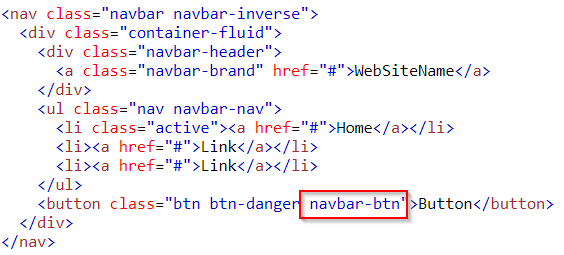 <nav class="navbar navbar-inverse">
  <div class="container-fluid">
    <div class="navbar-header">
      <a class="navbar-brand" href="#">WebSiteName</a>
    </div>
    <ul class="nav navbar-nav">
      <li class="active"><a href="#">Home</a></li>
      <li><a href="#">Link</a></li>
      <li><a href="#">Link</a></li>
    </ul>
    <button class="btn btn-danger navbar-btn">Button</button>
  </div>
</nav>